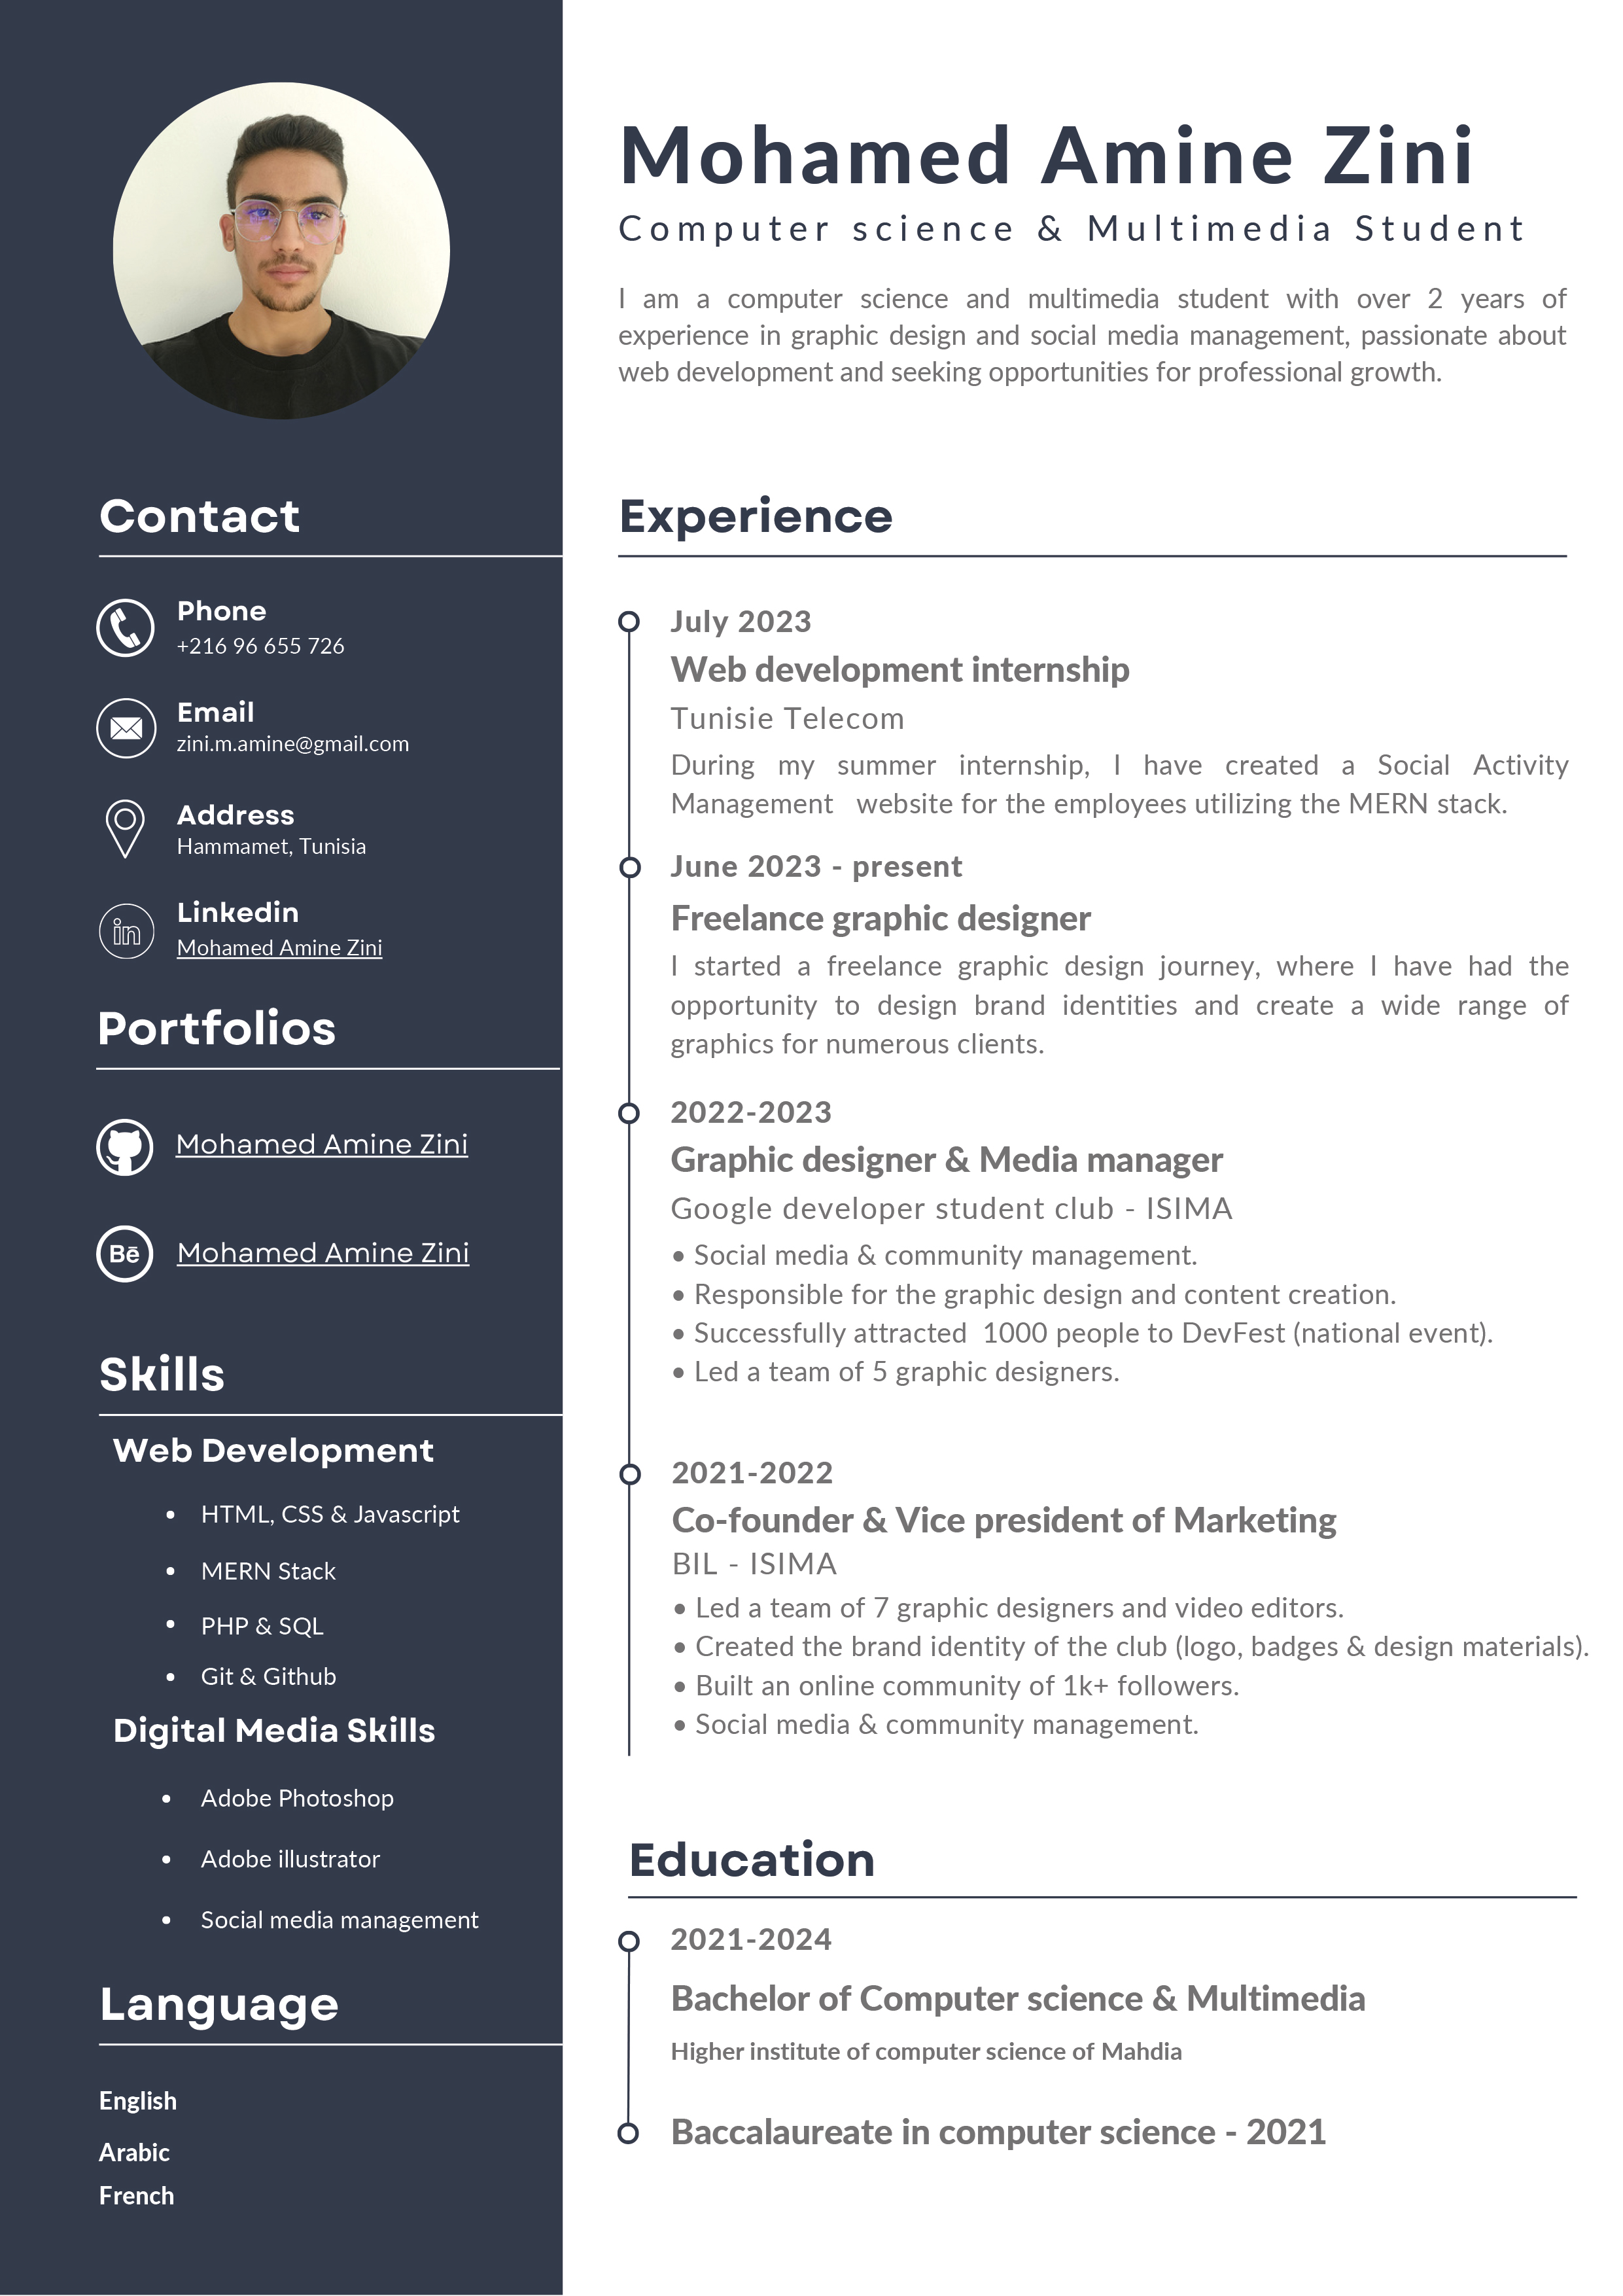 Mohamed Amine Zini
Computer science & Multimedia Student
I am a computer science and multimedia student with over 2 years of
experience in graphic design and social media management, passionate about
web development and seeking opportunities for professional growth.
Contact
Phone
+216 96 655 726
Email
zini.m.amine@gmail.com
Address
Hammamet, Tunisia
in
Linkedin
Mohamed Amine Zini
Portfolios
Mohamed Amine Zini
Bē
Mohamed Amine Zini
Skills
Web Development
• HTML, CSS & Javascript
• MERN Stack
• PHP & SQL
• Git & Github
Digital Media Skills
• Adobe Photoshop
• Adobe illustrator
• Social media management
Language
English
Arabic
French
Experience
July 2023
Web development internship
Tunisie Telecom
During my summer internship, I have created a Social Activity
Management website for the employees utilizing the MERN stack.
June 2023 - present
Freelance graphic designer
I started a freelance graphic design journey, where I have had the
opportunity to design brand identities and create a wide range of
graphics for numerous clients.
2022-2023
Graphic designer & Media manager
Google developer student club - ISIMA
• Social media & community management.
• Responsible for the graphic design and content creation.
• Successfully attracted 1000 people to DevFest (national event).
• Led a team of 5 graphic designers.
2021-2022
Co-founder & Vice president of Marketing
BIL - ISIMA
• Led a team of 7 graphic designers and video editors.
• Created the brand identity of the club (logo, badges & design materials).
• Built an online community of 1k+ followers.
• Social media & community management.
Education
2021-2024
Bachelor of Computer science & Multimedia
Higher institute of computer science of Mahdia
Baccalaureate in computer science - 2021